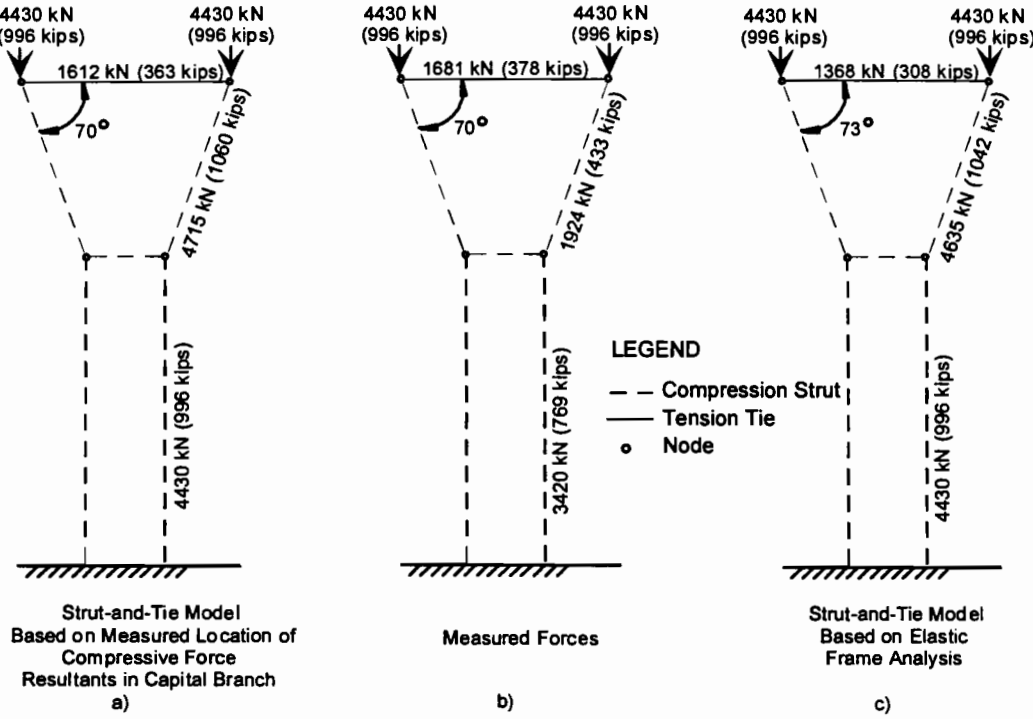 4430 kN
(996 kips)
4430 kN
(996 kips)
1612 kN (363 kips)
70°
4715 kN (1060 kips)
4430 kN (996 kips)
Strut-and-Tie Model
Based on Measured Location of
Compressive Force
Resultants in Capital Branch
a)
4430 kN
(996 kips)
4430 kN
(996 kips)
1681 kN (378 kips)
70°
1924 kN (433 kips)
3420 kN (769 kips)
Measured Forces
b)
LEGEND
Compression Strut
Tension Tie
Node
4430 kN
(996 kips)
4430 kN
(996 kips)
1368 kN (308 kips)
73°
4635 kN (1042 kips)
4430 kN (996 kips)
Strut-and-Tie Model
Based on Elastic
Frame Analysis
c)